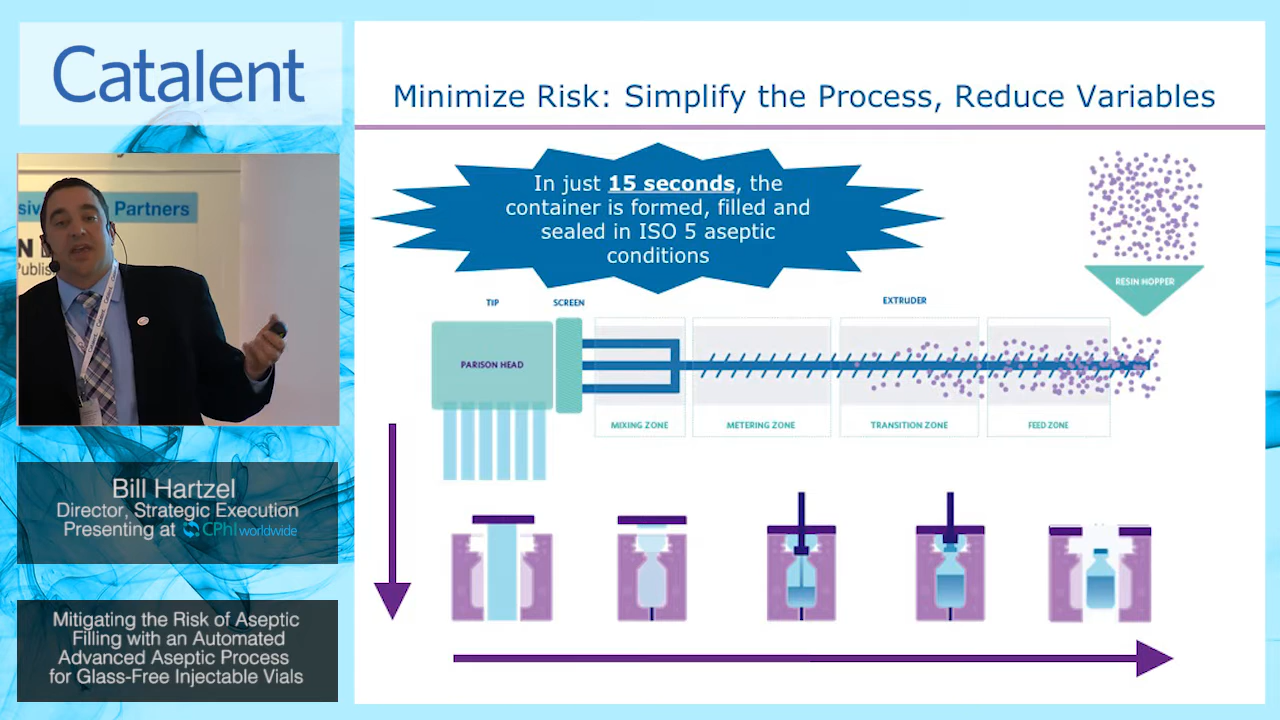 Catalent
Minimize Risk: Simplify the Process, Reduce Variables
In just 15 seconds, the
container is formed, filled and
sealed in ISO 5 aseptic
conditions
RESIN HOPPER
TIP
SCREEN
EXTRUDER
PARISON HEAD
MIXING ZONE
METERING ZONE
TRANSITION ZONE
FEED ZONE
Partners
Bill Hartzel
Director, Strategic Execution
Presenting at CPhI worldwide
Mitigating the Risk of Aseptic
Filling with an Automated
Advanced Aseptic Process
for Glass-Free Injectable Vials